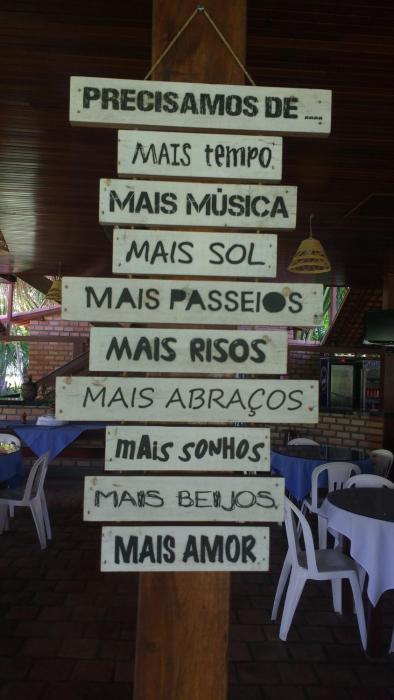 PRECISAMOS DE ....
MAIS tempo
MAIS MÚSICA
MAIS SOL
MAIS PASSEIOS
MAIS RISOS
MAIS ABRAÇOS
mAiS SONHOS
MAIS BEIJOS
MAIS AMOR